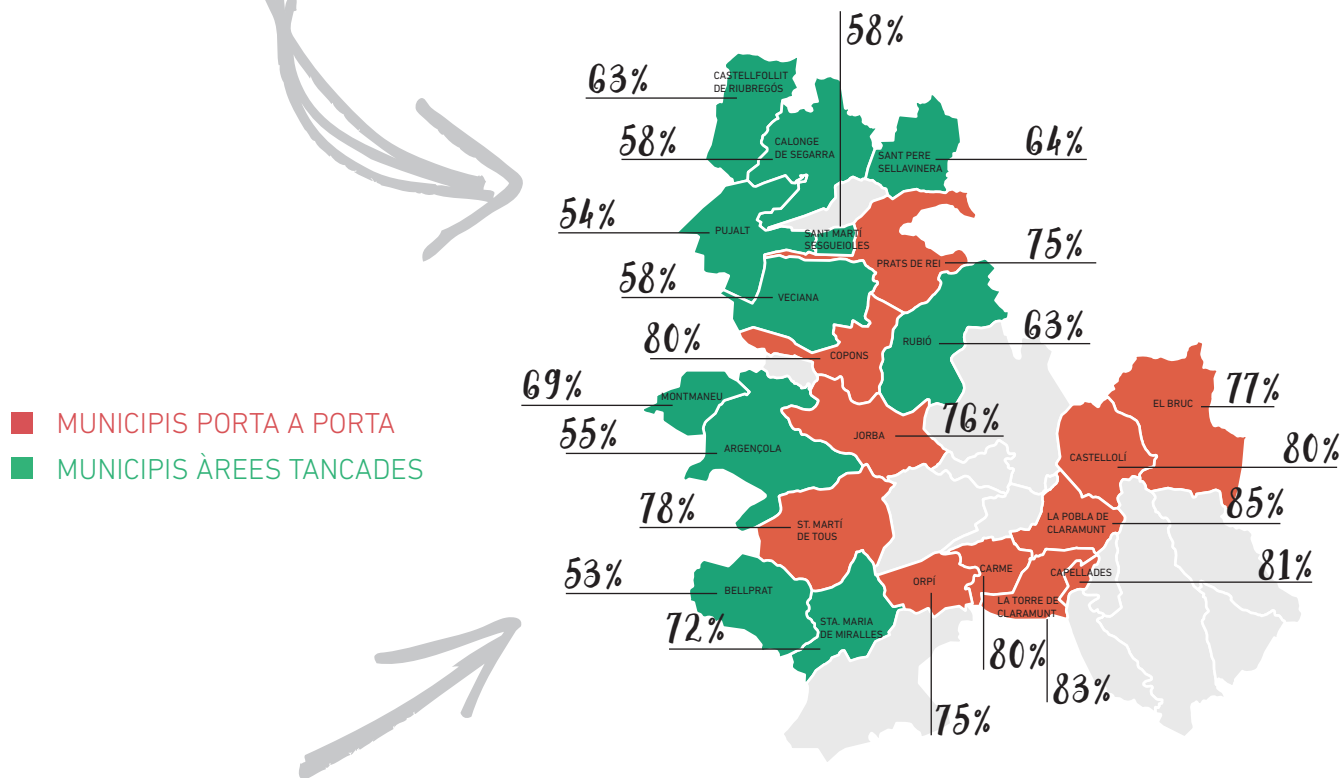 58%
63%
CASTELLFOLLIT
DE RIUBREGÓS
58%
CALONGE
DE SEGARRA
SANT PERE
SELLAVINERA
64%
54%
PUJALT
SANT MARTÍ
SESGUEIOLES
PRATS DE REI
75%
58%
VECIANA
80%
COPONS
RUBIÓ
63%
69%
MONTMANEU
EL BRUC
77%
MUNICIPIS PORTA A PORTA
55%
ARGENÇOLA
JORBA
76%
CASTELLOLÍ
80%
MUNICIPIS ÀREES TANCADES
78%
ST. MARTÍ
DE TOUS
LA POBLA DE
CLARAMUNT
85%
53%
BELLPRAT
ORPÍ
CARME
CAPELLADES
81%
72%
STA. MARIA
DE MIRALLES
LA TORRE DE
CLARAMUNT
80%
83%
75%